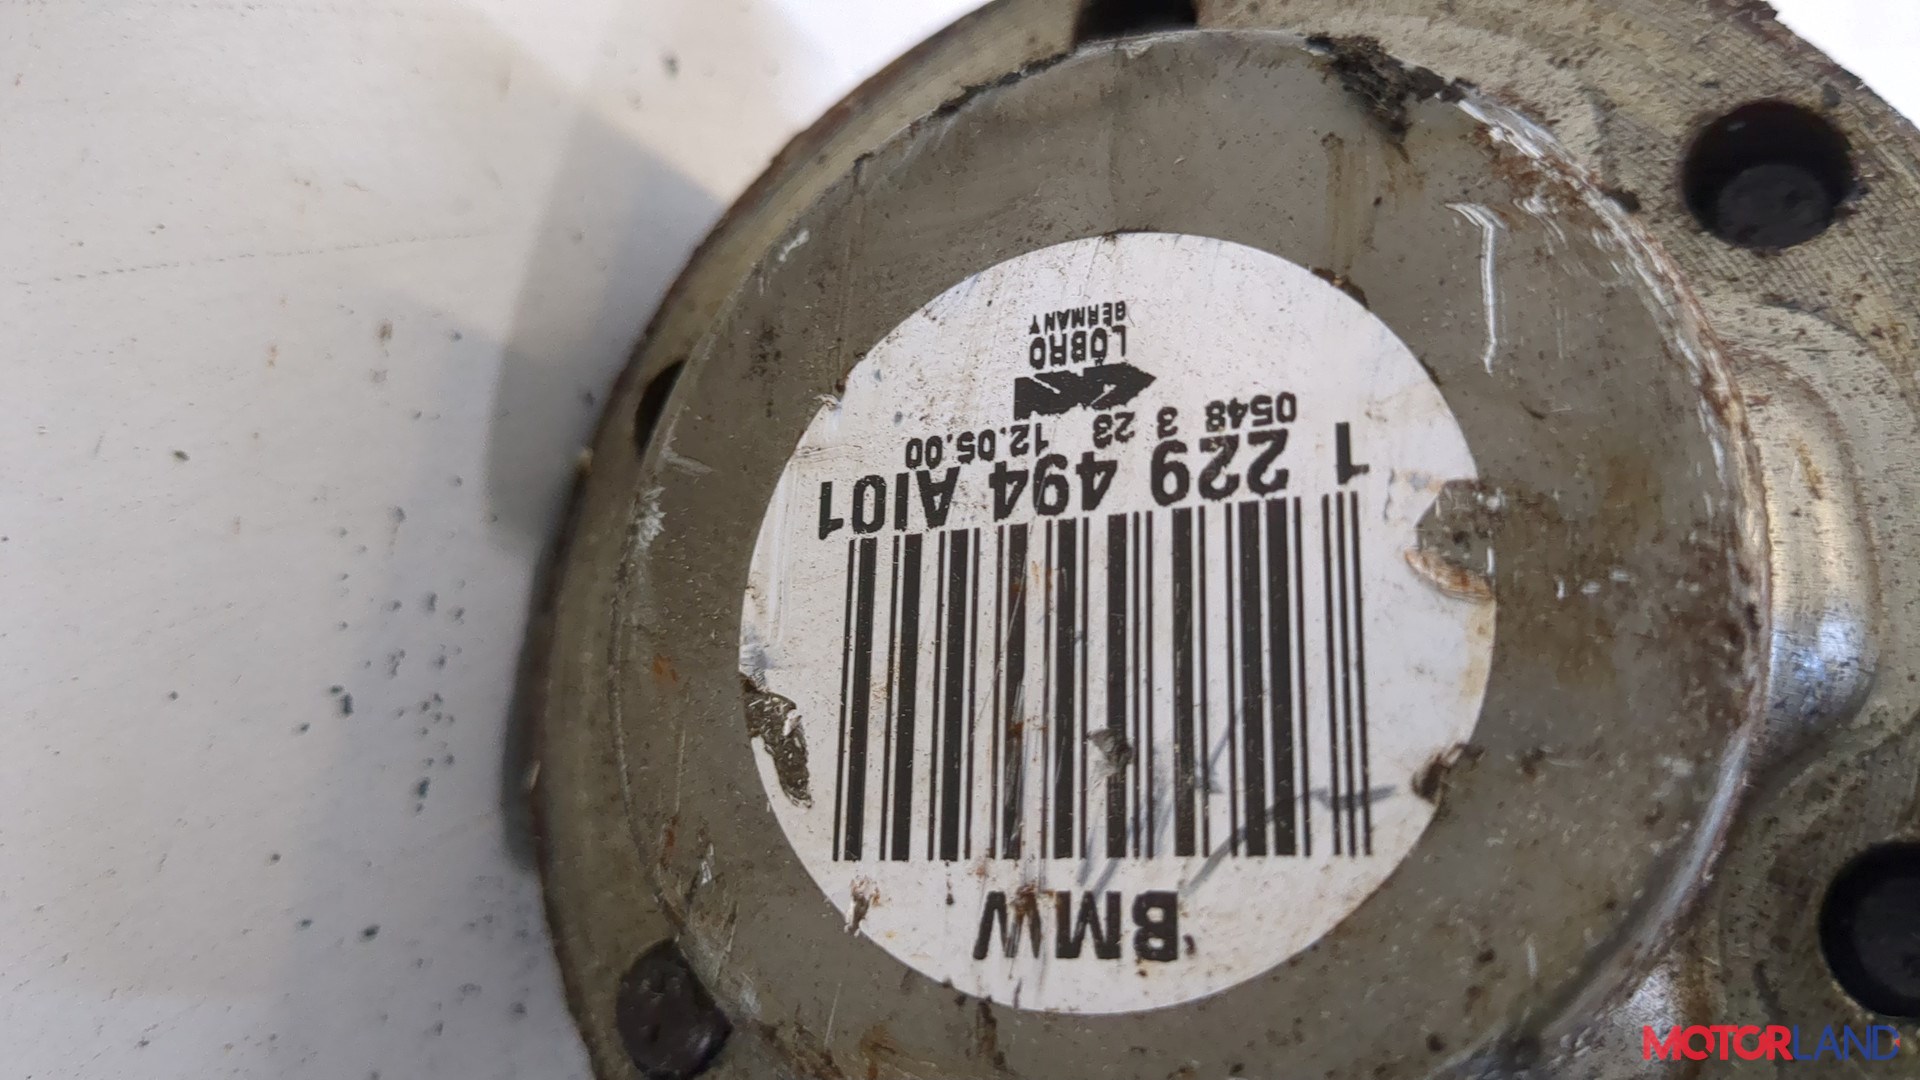 BMW
1 229 494 AI01
0548 3 23 12.05.00
LÖBRO
GERMANY
MOTORLAND